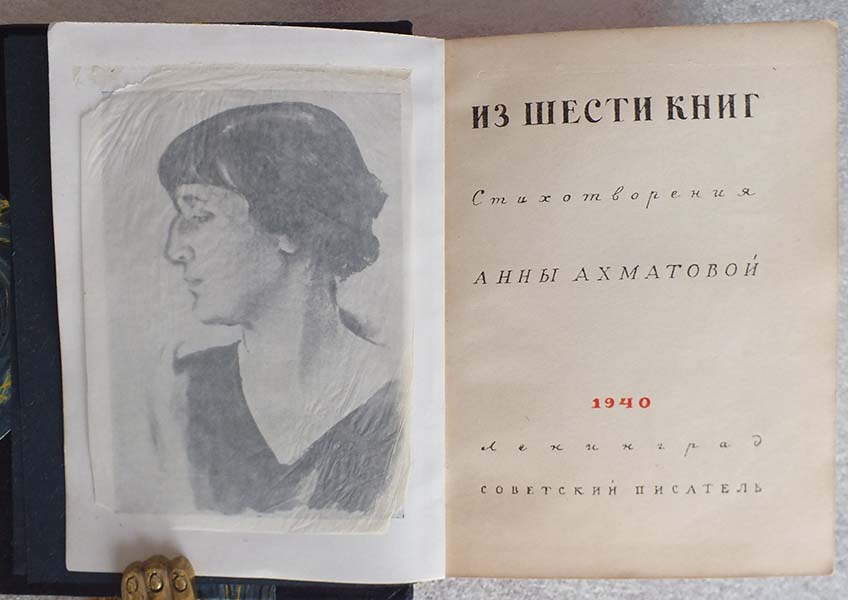 ИЗ ШЕСТИ КНИГ
Стихотворения
АННЫ АХМАТОВОЙ
1940
Ленинград
СОВЕТСКИЙ ПИСАТЕЛЬ